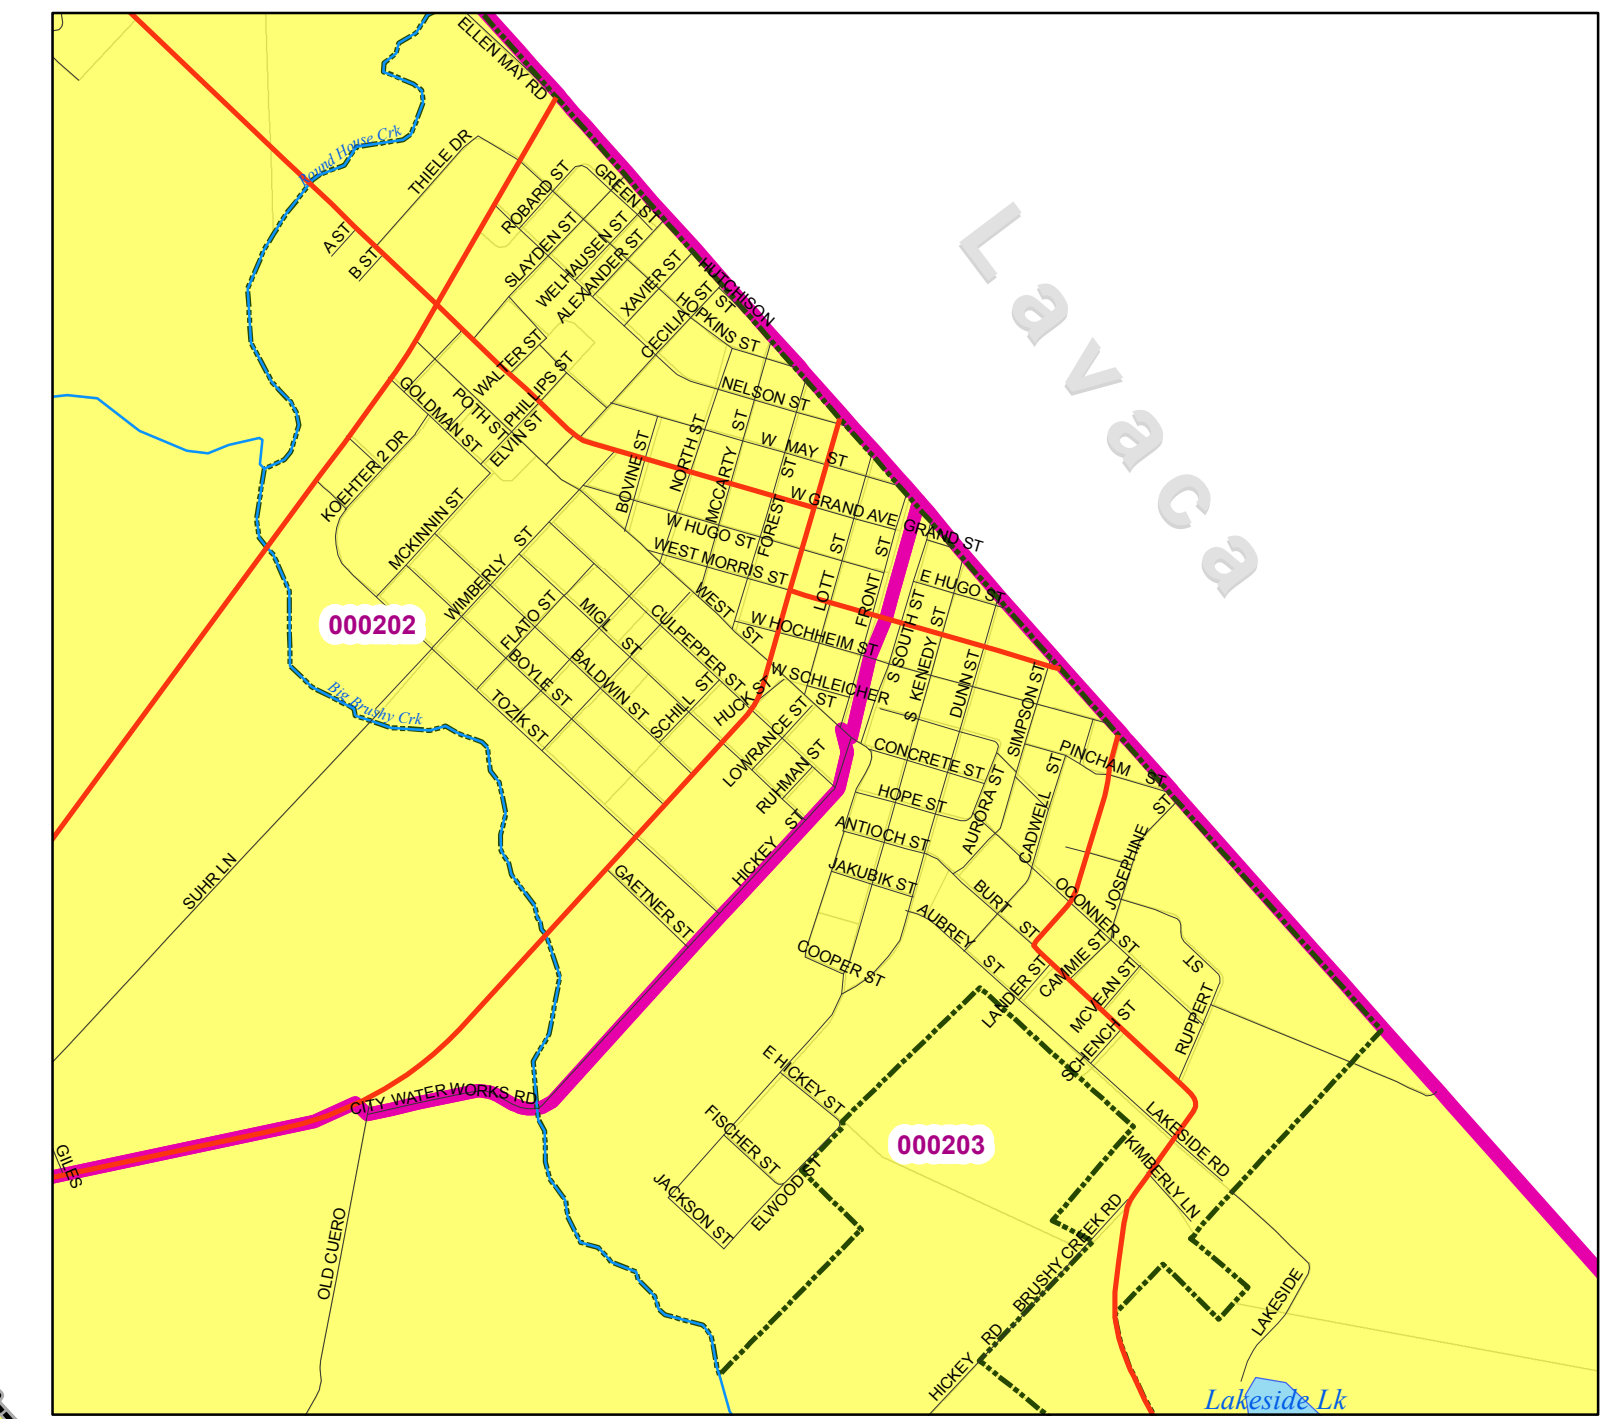 ELLEN MAY RD
Round House Crk
THIELE DR
ROBARD ST
GREEN ST
A ST
B ST
SLAYDEN ST
WELHAUSEN ST
ALEXANDER ST
XAVIER ST
HUTCHISON
ST
HOPKINS ST
CECILIA ST
Lavaca
WALTER ST
PHILLIPS ST
GOLDMAN ST
POTH ST
ELVIN ST
NELSON ST
W MAY ST
KOEHTER 2 DR
BOVINE ST
NORTH ST
MCCARTY ST
FOREST ST
W GRAND AVE
GRAND ST
MCKINNIN ST
W HUGO ST
WEST MORRIS ST
LOTT ST
FRONT ST
E HUGO ST
WIMBERLY ST
WEST ST
000202
FLATO ST
MIGL ST
CULPEPPER ST
W HOCHHEIM ST
S SOUTH ST
S KENEDY ST
DUNN ST
SIMPSON ST
BOYLE ST
BALDWIN ST
W SCHLEICHER ST
TOZIK ST
SCHILL ST
HUCK ST
LOWRANCE ST
RUHMAN ST
Big Brushy Crk
CONCRETE ST
PINCHAM ST
HOPE ST
AURORA ST
CADWELL ST
JOSEPHINE ST
ANTIOCH ST
HICKEY ST
JAKUBIK ST
SUHR LN
GAETNER ST
BURT ST
OCONNER ST
AUBREY ST
COOPER ST
LANDER ST
CAMMIE ST
MCVEAN ST
SCHENCH ST
RUPPERT ST
CITY WATER WORKS RD
E HICKEY ST
FISCHER ST
JACKSON ST
ELWOOD ST
000203
LAKESIDE RD
KIMBERLY LN
GILES
OLD CUERO
BRUSHY CREEK RD
HICKEY RD
LAKESIDE
Lakeside Lk